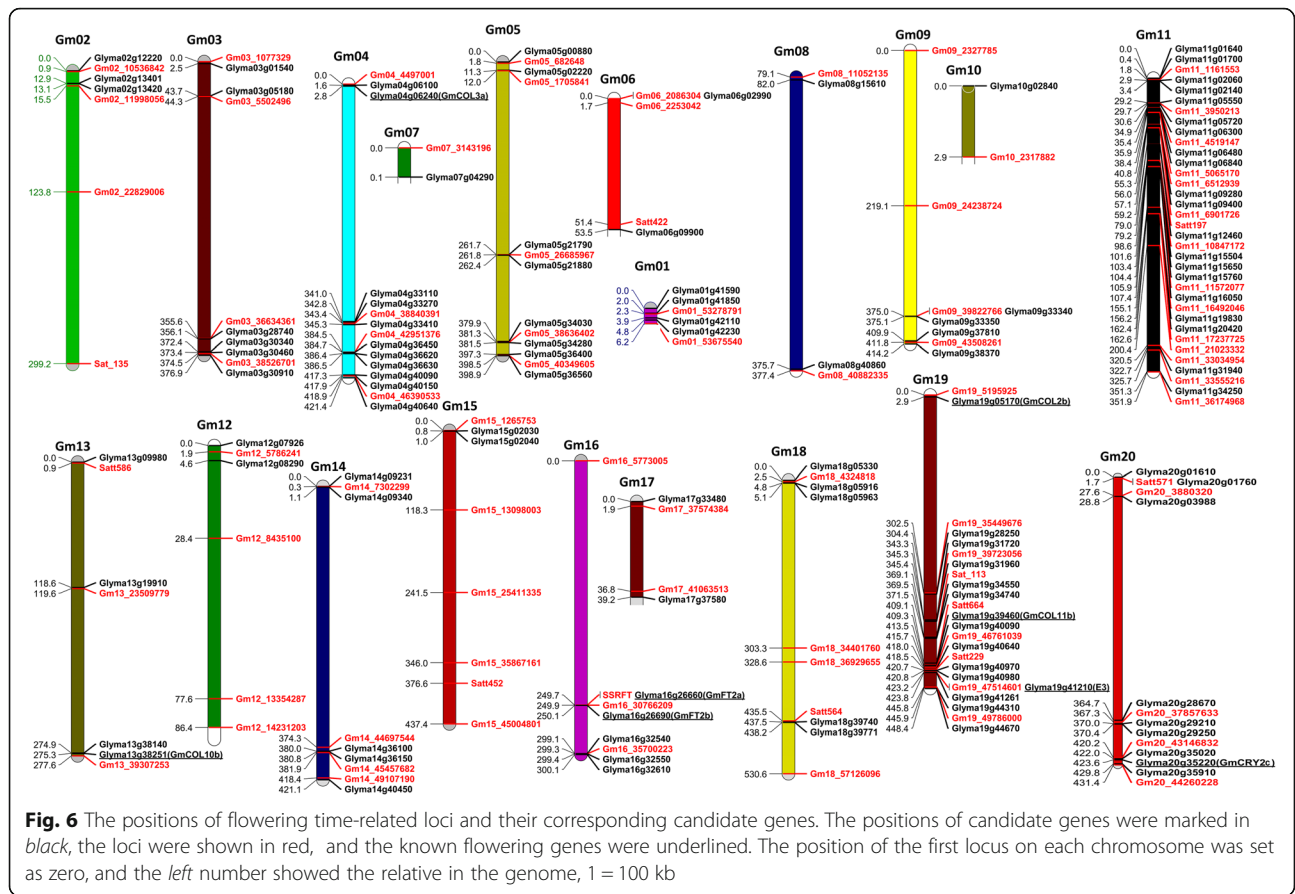 Gm02
0.0 Glyma02g12220
0.9 Gm02_10536842
12.9 Glyma02g13401
13.1 Glyma02g13420
15.5 Gm02_11998056
123.8 Gm02_22829006
299.2 Sat_135
Gm03
0.0 Gm03_1077329
2.5 Glyma03g01540
43.7 Glyma03g05180
44.3 Gm03_5502496
355.6 Gm03_36634361
356.1 Glyma03g28740
372.4 Glyma03g30340
373.4 Glyma03g30460
374.5 Gm03_38526701
376.9 Glyma03g30910
Gm04
0.0 Gm04_4497001
1.6 Glyma04g06100
2.8 Glyma04g06240(GmCOL3a)
341.0 Glyma04g33110
342.8 Glyma04g33270
343.4 Gm04_38840391
345.3 Glyma04g33410
384.5 Gm04_42951376
384.7 Glyma04g36450
386.4 Glyma04g36620
386.5 Glyma04g36630
417.3 Glyma04g40090
417.9 Glyma04g40150
418.9 Gm04_46390533
421.4 Glyma04g40640
Gm07
0.0 Gm07_3143196
0.1 Glyma07g04290
Gm05
0.0 Glyma05g00880
1.8 Gm05_682648
11.3 Glyma05g02220
12.0 Gm05_1705841
261.7 Glyma05g21790
261.8 Gm05_26685967
262.4 Glyma05g21880
379.9 Glyma05g34030
381.3 Gm05_38636402
381.5 Glyma05g34280
397.3 Glyma05g36400
398.5 Gm05_40349605
398.9 Glyma05g36560
Gm06
0.0 Gm06_2086304 Glyma06g02990
1.7 Gm06_2253042
51.4 Satt422
53.5 Glyma06g09900
Gm01
0.0 Glyma01g41590
2.0 Glyma01g41850
2.3 Gm01_53278791
3.9 Glyma01g42110
4.8 Glyma01g42230
6.2 Gm01_53675540
Gm08
79.1 Gm08_11052135
82.0 Glyma08g15610
375.7 Glyma08g40860
377.4 Gm08_40882335
Gm09
0.0 Gm09_2327785
219.1 Gm09_24238724
375.0 Gm09_39822766 Glyma09g33340
375.1 Glyma09g33350
409.9 Glyma09g37810
411.8 Gm09_43508261
414.2 Glyma09g38370
Gm10
0.0 Glyma10g02840
2.9 Gm10_2317882
Gm11
0.0 Glyma11g01640
0.4 Glyma11g01700
1.8 Gm11_1161553
2.9 Glyma11g02060
3.4 Glyma11g02140
29.2 Glyma11g05550
29.7 Gm11_3950213
30.6 Glyma11g05720
34.9 Glyma11g06300
35.4 Gm11_4519147
35.9 Glyma11g06480
38.4 Glyma11g06840
40.8 Gm11_5065170
55.3 Gm11_6512939
56.0 Glyma11g09280
57.1 Glyma11g09400
59.2 Gm11_6901726
79.0 Satt197
79.2 Glyma11g12460
98.6 Gm11_10847172
101.6 Glyma11g15504
103.4 Glyma11g15650
104.4 Glyma11g15760
105.9 Gm11_11572077
107.4 Glyma11g16050
155.1 Gm11_16492046
156.2 Glyma11g19830
162.4 Glyma11g20420
162.6 Gm11_17237725
200.4 Gm11_21023332
320.5 Gm11_33034954
322.7 Glyma11g31940
325.7 Gm11_33555216
351.3 Glyma11g34250
351.9 Gm11_36174968
Gm13
0.0 Glyma13g09980
0.9 Satt586
118.6 Glyma13g19910
119.6 Gm13_23509779
274.9 Glyma13g38140
275.3 Glyma13g38251(GmCOL10b)
277.6 Gm13_39307253
Gm12
0.0 Glyma12g07926
1.9 Gm12_5786241
4.6 Glyma12g08290
28.4 Gm12_8435100
77.6 Gm12_13354287
86.4 Gm12_14231203
Gm14
0.0 Glyma14g09231
0.3 Gm14_7302299
1.1 Glyma14g09340
374.3 Gm14_44697544
380.0 Glyma14g36100
380.8 Glyma14g36150
381.9 Gm14_45457682
418.4 Gm14_49107190
421.1 Glyma14g40450
Gm15
0.0 Gm15_1265753
0.8 Glyma15g02030
1.0 Glyma15g02040
118.3 Gm15_13098003
241.5 Gm15_25411335
346.0 Gm15_35867161
376.6 Satt452
437.4 Gm15_45004801
Gm16
0.0 Gm16_5773005
249.7 SSRFT Glyma16g26660(GmFT2a)
249.9 Gm16_30766209
250.1 Glyma16g26690(GmFT2b)
299.1 Glyma16g32540
299.3 Gm16_35700223
299.4 Glyma16g32550
300.1 Glyma16g32610
Gm17
0.0 Glyma17g33480
1.9 Gm17_37574384
36.8 Gm17_41063513
39.2 Glyma17g37580
Gm18
0.0 Glyma18g05330
2.5 Gm18_4324818
4.8 Glyma18g05916
5.1 Glyma18g05963
303.3 Gm18_34401760
328.6 Gm18_36929655
435.5 Satt564
437.5 Glyma18g39740
438.2 Glyma18g39771
530.6 Gm18_57126096
Gm19
0.0 Gm19_5195925
2.9 Glyma19g05170(GmCOL2b)
302.5 Gm19_35449676
304.4 Glyma19g28250
343.3 Glyma19g31720
345.3 Gm19_39723056
345.4 Glyma19g31960
369.1 Sat_113
369.5 Glyma19g34550
371.5 Glyma19g34740
409.1 Satt664
409.3 Glyma19g39460(GmCOL11b)
413.5 Glyma19g40090
415.7 Gm19_46761039
418.0 Glyma19g40640
418.5 Satt229
420.7 Glyma19g40970
420.8 Glyma19g40980
423.2 Gm19_47514601 Glyma19g41210(E3)
423.8 Glyma19g41261
445.8 Glyma19g44310
445.9 Gm19_49786000
448.4 Glyma19g44670
Gm20
0.0 Glyma20g01610
1.7 Satt571 Glyma20g01760
27.6 Gm20_3880320
28.8 Glyma20g03988
364.7 Glyma20g28670
367.3 Gm20_37857633
370.0 Glyma20g29210
370.4 Glyma20g29250
420.2 Gm20_43146832
422.0 Glyma20g35020
423.6 Glyma20g35220(GmCRY2c)
429.8 Glyma20g35910
431.4 Gm20_44260228
Fig. 6 The positions of flowering time-related loci and their corresponding candidate genes. The positions of candidate genes were marked in
black, the loci were shown in red, and the known flowering genes were underlined. The position of the first locus on each chromosome was set
as zero, and the left number showed the relative in the genome, 1 = 100 kb